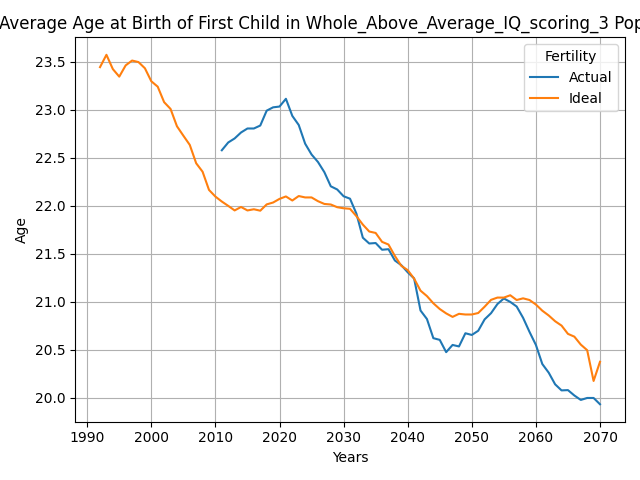 Average Age at Birth of First Child in Whole_Above_Average_IQ_scoring_3 Pop
Fertility
Actual
Ideal
23.5
23.0
22.5
22.0
21.5
21.0
20.5
20.0
Age
1990 2000 2010 2020 2030 2040 2050 2060 2070
Years